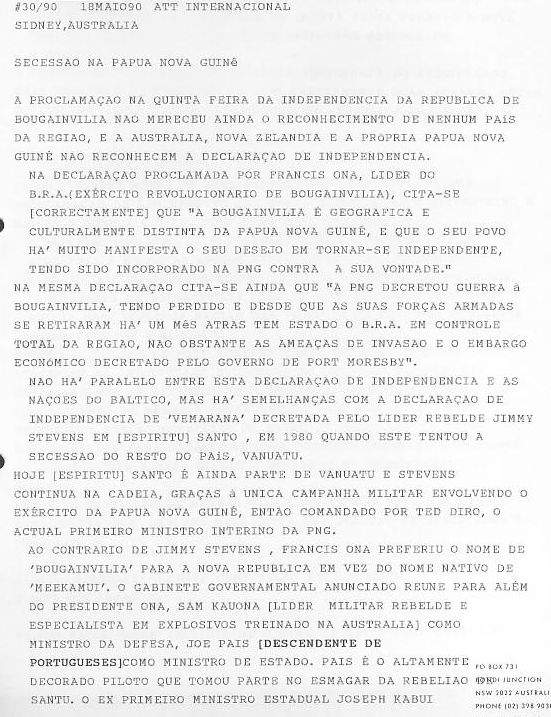 #30/90   18MAIO90  ATT INTERNACIONAL
SIDNEY,AUSTRALIA
SECESSAO NA PAPUA NOVA GUINé
A PROCLAMAÇAO NA QUINTA FEIRA DA INDEPENDENCIA DA REPUBLICA DE
BOUGAINVILIA NAO MERECEU AINDA O RECONHECIMENTO DE NENHUM PAíS
DA REGIAO, E A AUSTRALIA, NOVA ZELANDIA E A PRóPRIA PAPUA NOVA
GUINÉ NAO RECONHECEM A DECLARAÇAO DE INDEPENDENCIA.
NA DECLARAÇAO PROCLAMADA POR FRANCIS ONA, LIDER DO
B.R.A.(EXÉRCITO REVOLUCIONARIO DE BOUGAINVILIA), CITA-SE
[CORRECTAMENTE] QUE "A BOUGAINVILIA É GEOGRAFICA E
CULTURALMENTE DISTINTA DA PAPUA NOVA GUINÉ, E QUE O SEU POVO
HA' MUITO MANIFESTA O SEU DESEJO EM TORNAR-SE INDEPENDENTE,
TENDO SIDO INCORPORADO NA PNG CONTRA  A SUA VONTADE."
NA MESMA DECLARAÇAO CITA-SE AINDA QUE "A PNG DECRETOU GUERRA à
BOUGAINVILIA, TENDO PERDIDO E DESDE QUE AS SUAS FORÇAS ARMADAS
SE RETIRARAM HA' UM MêS ATRAS TEM ESTADO O B.R.A. EM CONTROLE
TOTAL DA REGIAO, NAO OBSTANTE AS AMEAÇAS DE INVASAO E O EMBARGO
ECONóMICO DECRETADO PELO GOVERNO DE PORT MORESBY".
NAO HA' PARALELO ENTRE ESTA DECLARAÇAO DE INDEPENDENCIA E AS
NAÇOES DO BALTICO, MAS HA' SEMELHANÇAS COM A DECLARAÇAO DE
INDEPENDENCIA DE 'VEMARANA' DECRETADA PELO LIDER REBELDE JIMMY
STEVENS EM [ESPIRITU] SANTO , EM 1980 QUANDO ESTE TENTOU A
SECESSAO DO RESTO DO PAíS, VANUATU.
HOJE [ESPIRITU] SANTO É AINDA PARTE DE VANUATU E STEVENS
CONTINUA NA CADEIA, GRAÇAS à UNICA CAMPANHA MILITAR ENVOLVENDO O
EXÉRCITO DA PAPUA NOVA GUINÉ, ENTAO COMANDADO POR TED DIRO, O
ACTUAL PRIMEIRO MINISTRO INTERINO DA PNG.
AO CONTRARIO DE JIMMY STEVENS , FRANCIS ONA PREFERIU O NOME DE
'BOUGAINVILIA' PARA A NOVA REPUBLICA EM VEZ DO NOME NATIVO DE
'MEEKAMUI'. O GABINETE GOVERNAMENTAL ANUNCIADO REUNE PARA ALÉM
DO PRESIDENTE ONA, SAM KAUONA [LIDER  MILITAR REBELDE E
ESPECIALISTA EM EXPLOSIVOS TREINADO NA AUSTRALIA] COMO
MINISTRO DA DEFESA, JOE PAIS [DESCENDENTE DE
PORTUGUESES]COMO MINISTRO DE ESTADO. PAIS É O ALTAMENTE
DECORADO PILOTO QUE TOMOU PARTE NO ESMAGAR DA REBELIAO
SANTU. O EX PRIMEIRO MINISTRO ESTADUAL JOSEPH KABUI
PO BOX 731
BONDI JUNCTION
NSW 2022 AUSTRALI
PHONE (02) 398 903